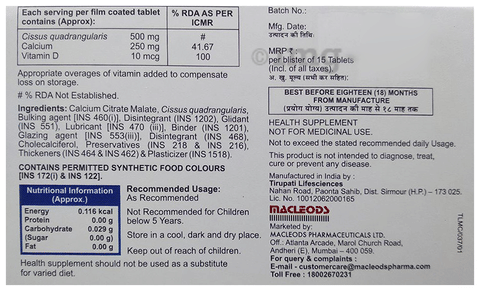 Each serving per film coated tablet contains (Approx): % RDA AS PER ICMR
Cissus quadrangularis 500 mg #
Calcium 250 mg 41.67
Vitamin D 10 mcg 100
Appropriate overages of vitamin added to compensate
loss on storage.
# % RDA Not Established.
Ingredients: Calcium Citrate Malate, Cissus quadrangularis,
Bulking agent [INS 460(i)], Disintegrant (INS 1202), Glidant
(INS 551), Lubricant [INS 470 (iii)], Binder (INS 1201),
Glazing agent [INS 553(iii)], Disintegrant (INS 468),
Cholecalciferol, Preservatives (INS 218 & 216),
Thickeners (INS 464 & INS 462) & Plasticizer (INS 1518).
CONTAINS PERMITTED SYNTHETIC FOOD COLOURS
[INS 172(i) & INS 122].
Nutritional Information
(Approx.)
Energy 0.116 kcal
Protein 0.00 g
Carbohydrate 0.029 g
(Sugar 0.00 g)
Fat 0.00 g
Recommended Usage:
As Recommended
Not Recommended for Children
below 5 Years.
Store in a cool, dark and dry place.
Keep out of reach of children.
Health supplement should not be used as a substitute
for varied diet.
Batch No.:
Mfg. Date:
उत्पादन की तिथि:
MRP ₹:
per blister of 15 Tablets
(Incl. of all taxes)
अ. खु. मूल्य (सभी कर सहित):
BEST BEFORE EIGHTEEN (18) MONTHS
FROM MANUFACTURE
(प्रयोग योग्य) उत्पादन की तिथि से १८ माह तक
HEALTH SUPPLEMENT
NOT FOR MEDICINAL USE.
Not to exceed the stated recommended daily Usage.
This product is not intended to diagnose, treat,
cure or prevent any disease.
Manufactured in India by :
Tirupati Lifesciences
Nahan Road, Paonta Sahib, Dist. Sirmour (H.P.) - 173 025.
Lic. No. 10012062000165
MACLEODS
Marketed by:
MACLEODS PHARMACEUTICALS LTD.
Off.: Atlanta Arcade, Marol Church Road,
Andheri (E), Mumbai - 400 059.
For query & complaints :
E-mail - customercare@macleodspharma.com
Toll Free : 18002670231